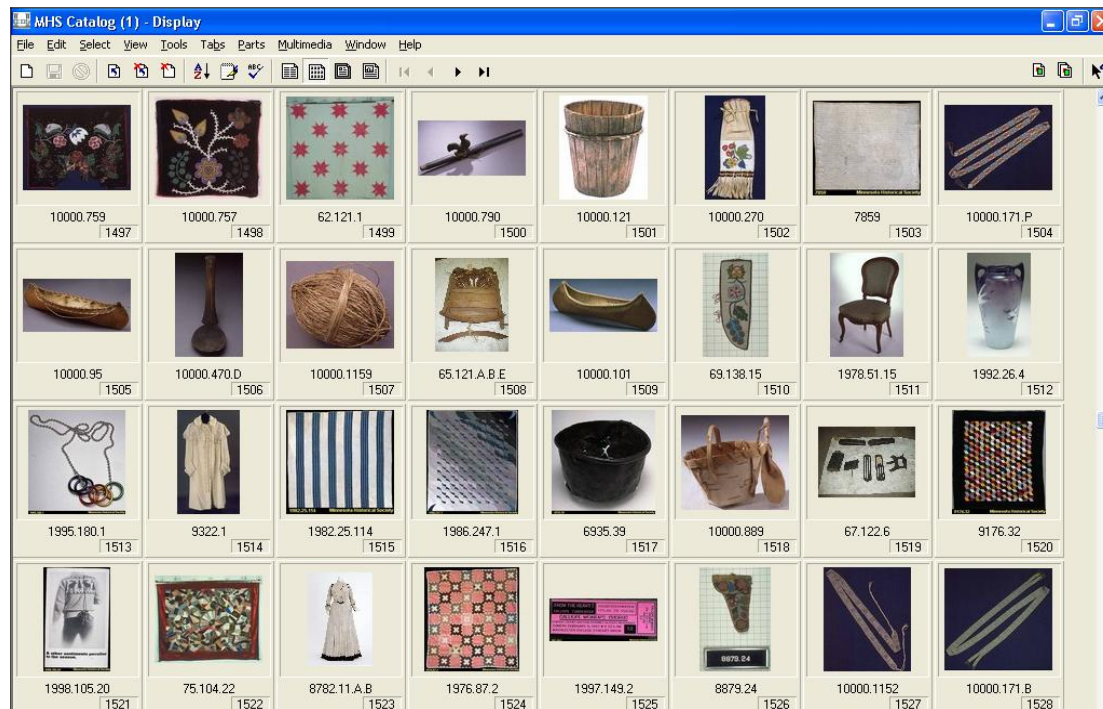 MHS Catalog (1) - Display
File Edit Select View Tools Tabs Parts Multimedia Window Help
10000.759 10000.757 62.121.1 10000.790 10000.121 10000.270 7859 10000.171.P
1497 1498 1499 1500 1501 1502 1503 1504
10000.95 10000.470.D 10000.1159 65.121.A.B.E 10000.101 69.138.15 1978.51.15 1992.26.4
1505 1506 1507 1508 1509 1510 1511 1512
1995.180.1 9322.1 1982.25.114 1986.247.1 6935.39 10000.889 67.122.6 9176.32
1513 1514 1515 1516 1517 1518 1519 1520
8879.24
1998.105.20 75.104.22 8782.11.A.B 1976.87.2 1997.149.2 8879.24 10000.1152 10000.171.B
1521 1522 1523 1524 1525 1526 1527 1528